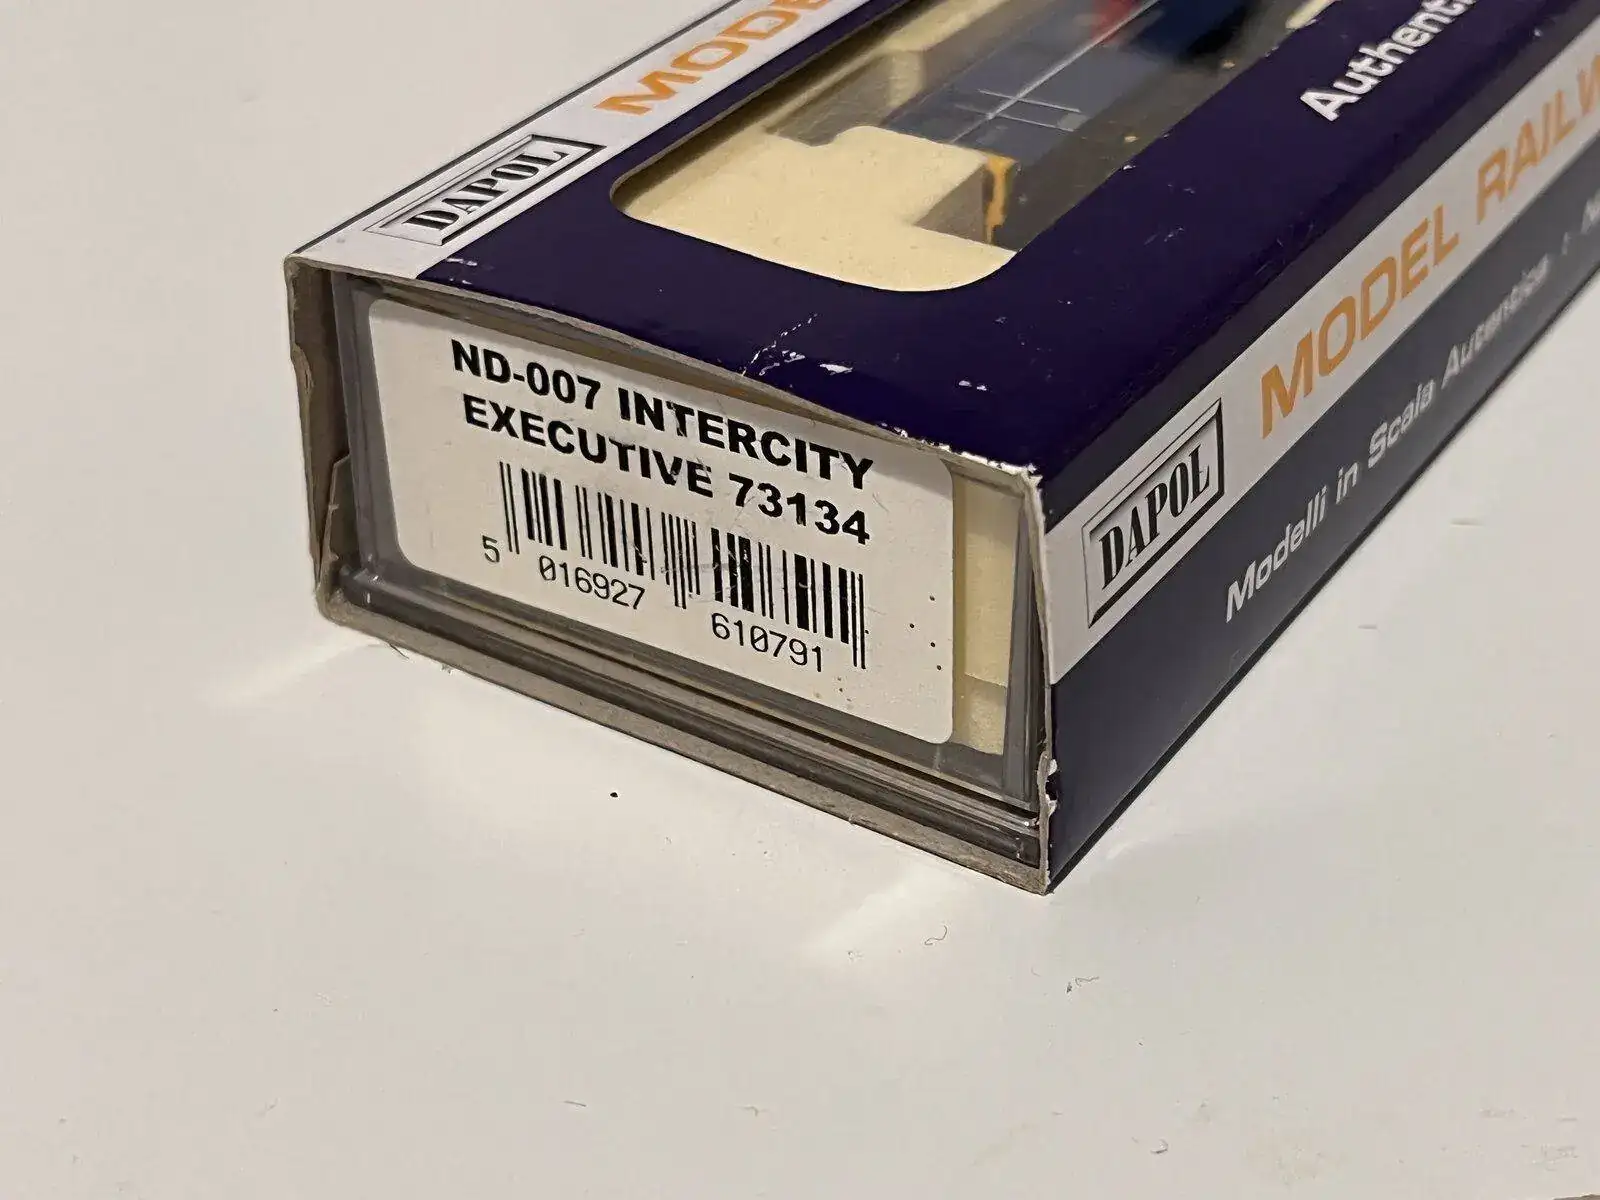 DAPOL
MODE
Authenti
MODEL RAILW
DAPOL
Modelli in Scala Autentica :
ND-007 INTERCITY
EXECUTIVE 73134
5 016927 610791